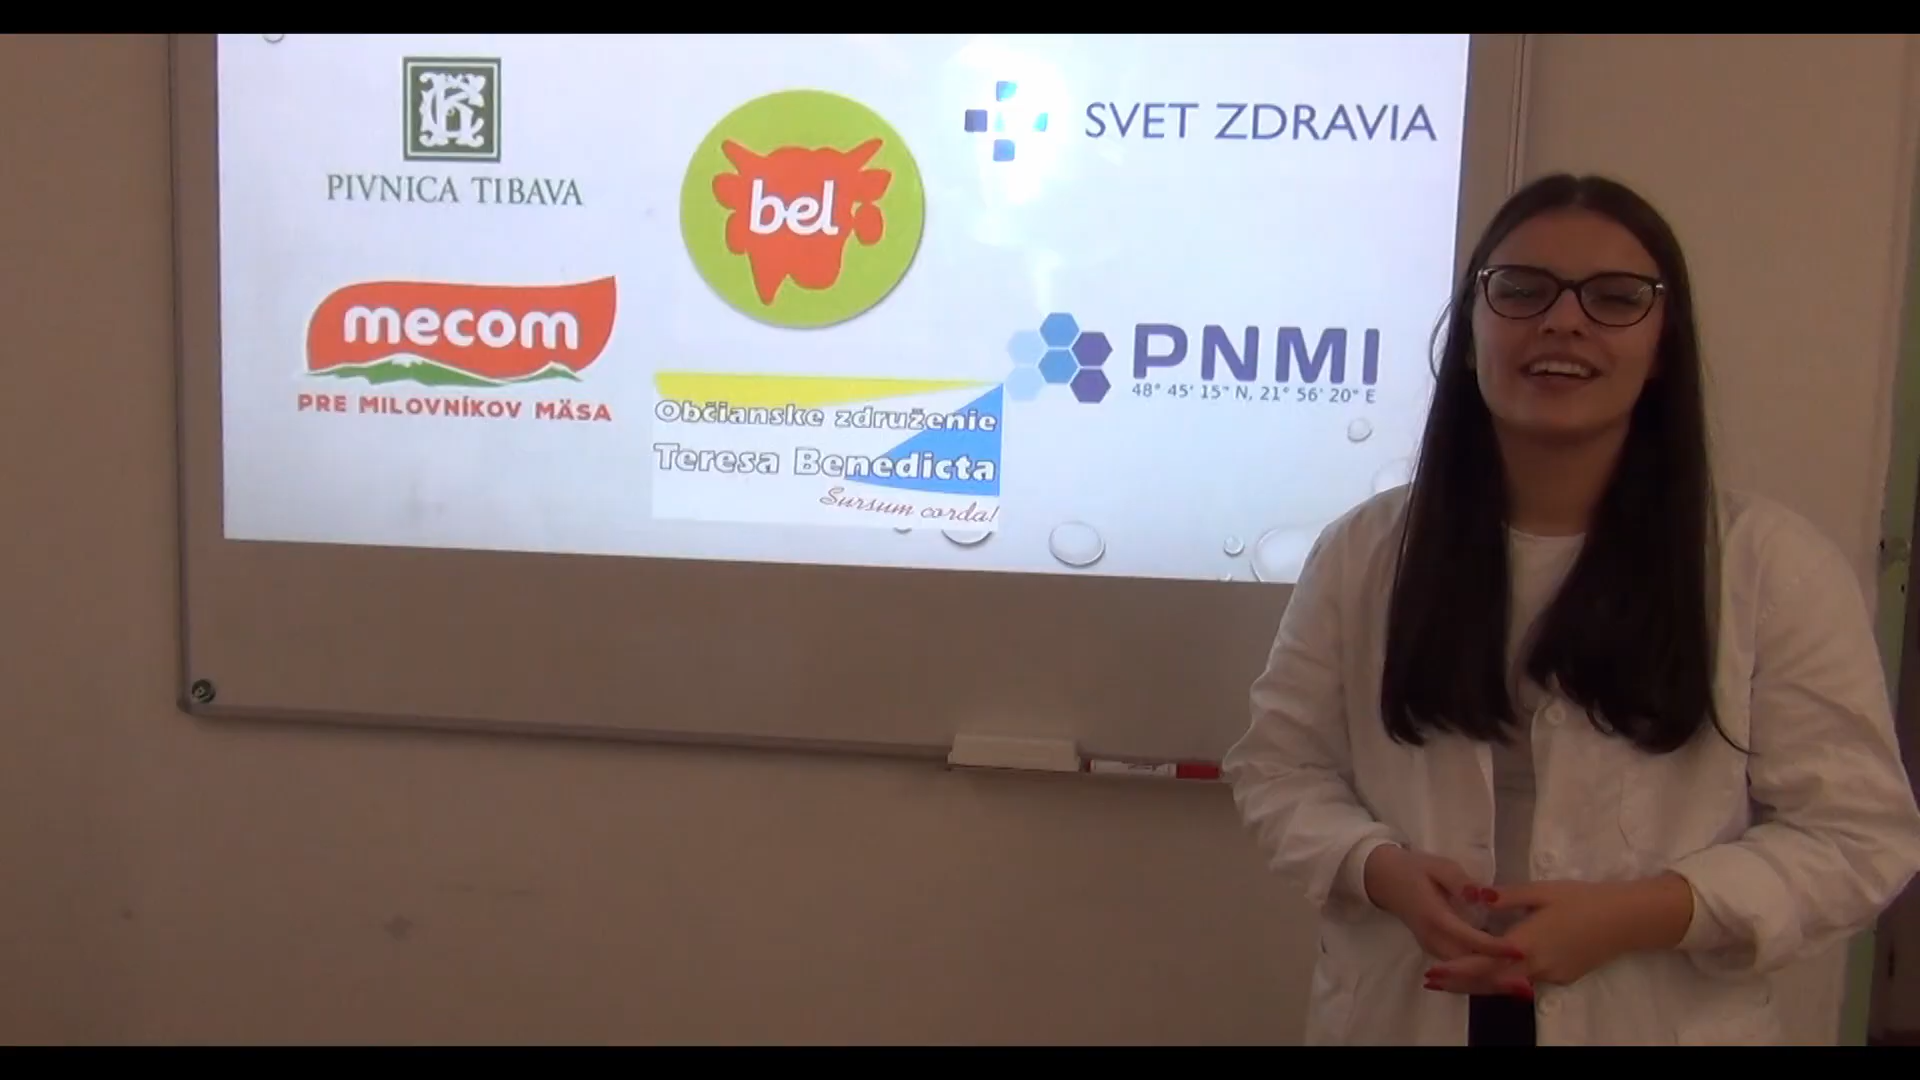 PIVNICA TIBAVA
bel
SVET ZDRAVIA
mecom
PRE MILOVNÍKOV MÄSA
Občianske združenie
Teresa Benedicta
Sursum corda!
PNMI
48° 45' 15" N, 21° 56' 20" E